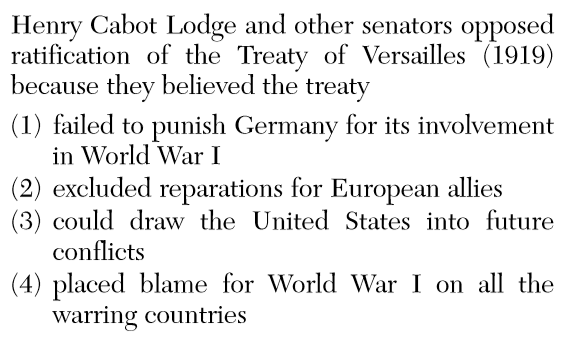 Henry Cabot Lodge and other senators opposed
ratification of the Treaty of Versailles (1919)
because they believed the treaty
(1) failed to punish Germany for its involvement
in World War I
(2) excluded reparations for European allies
(3) could draw the United States into future
conflicts
(4) placed blame for World War I on all the
warring countries